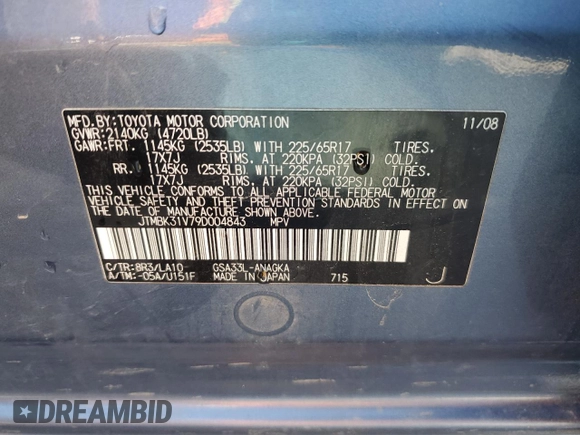 MFD.BY:TOYOTA MOTOR CORPORATION 11/08
GVWR:2140KG (4720LB)
GAWR:FRT. 1145KG (2535LB) WITH 225/65R17 TIRES.
17X7J RIMS. AT 220KPA (32PSI) COLD.
RR. 1145KG (2535LB) WITH 225/65R17 TIRES.
17X7J RIMS. AT 220KPA (32PSI) COLD.
THIS VEHICLE CONFORMS TO ALL APPLICABLE FEDERAL MOTOR
VEHICLE SAFETY AND THEFT PREVENTION STANDARDS IN EFFECT
ON THE DATE OF MANUFACTURE SHOWN ABOVE.
JTMBK31V79D004843 MPV
C/TR:8R3/LA10 GSA33L-ANAGKA
A/TM:-05A/U151F MADE IN JAPAN 715 J
DREAMBID